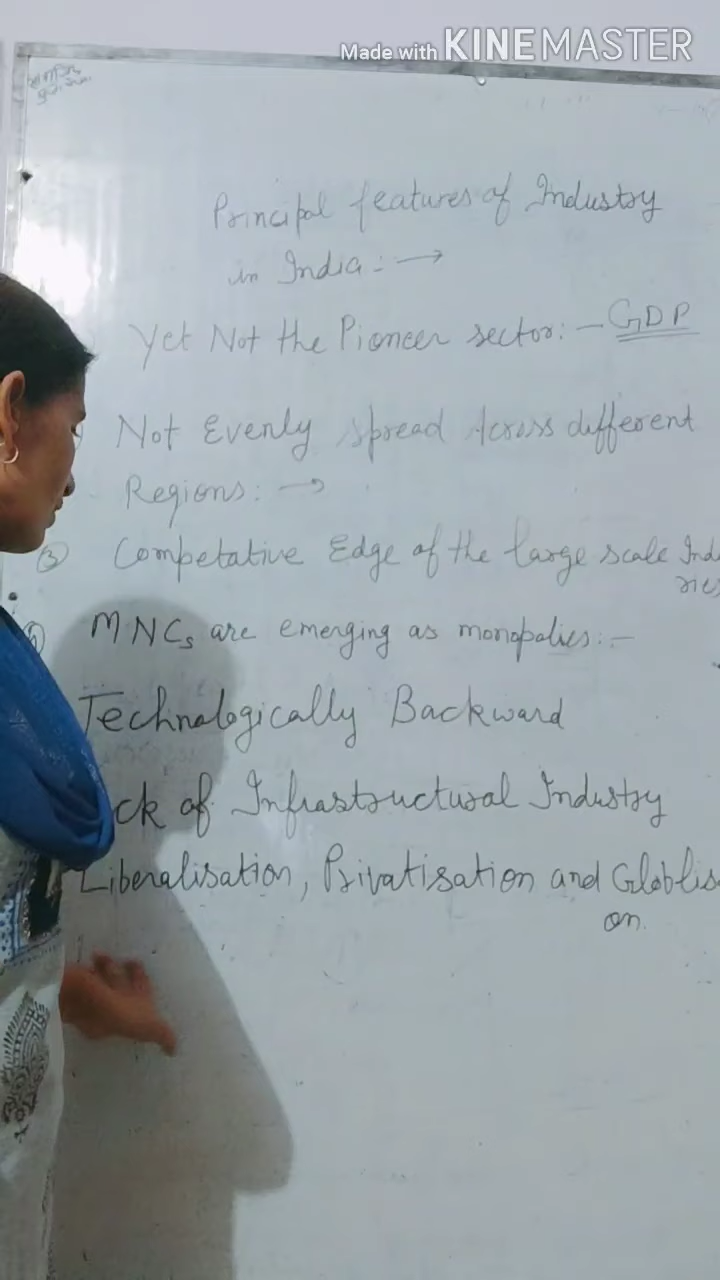 Made with KINEMASTER
Principal features of Industry
in India :- →
Yet Not the Pioneer sector :- GDP
Not Evenly spread Across different
Regions :- →
③ Competative Edge of the large scale Ind
ries
MNCs are emerging as monopolies :-
Technologically Backward
ck of Infrastructural Industry
Liberalisation, Privatisation and Globlis
on.